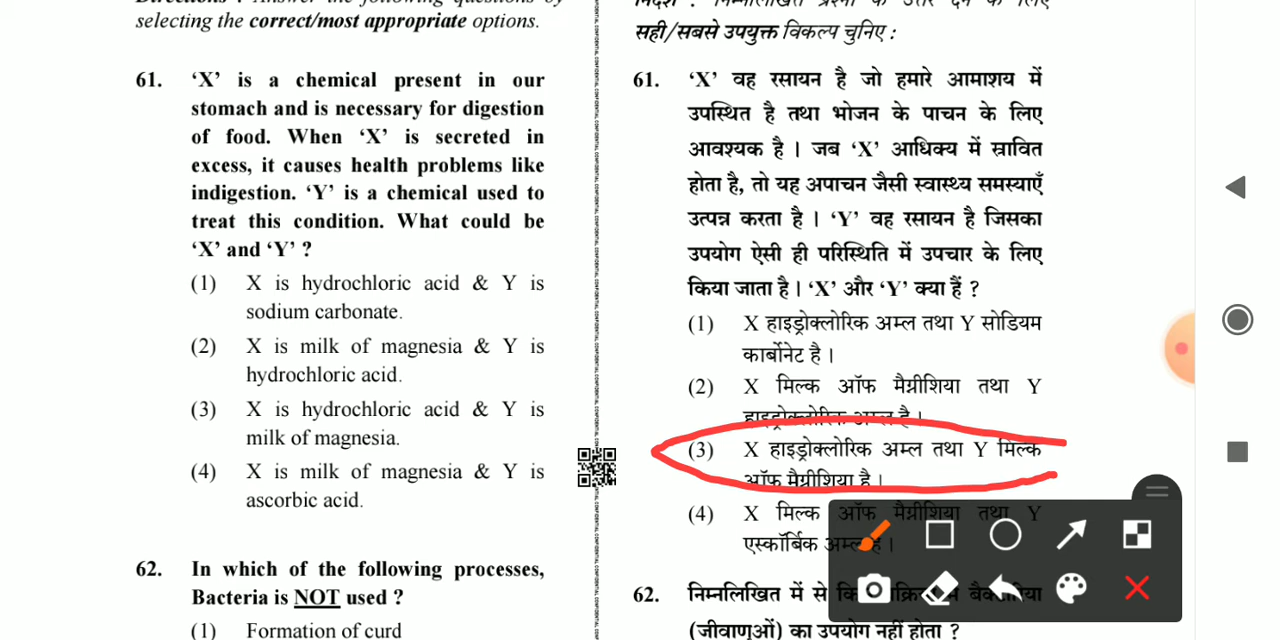 selecting the correct/most appropriate options.
61. ‘X’ is a chemical present in our
stomach and is necessary for digestion
of food. When ‘X’ is secreted in
excess, it causes health problems like
indigestion. ‘Y’ is a chemical used to
treat this condition. What could be
‘X’ and ‘Y’ ?
(1) X is hydrochloric acid & Y is
sodium carbonate.
(2) X is milk of magnesia & Y is
hydrochloric acid.
(3) X is hydrochloric acid & Y is
milk of magnesia.
(4) X is milk of magnesia & Y is
ascorbic acid.
62. In which of the following processes,
Bacteria is NOT used ?
(1) Formation of curd
सही/सबसे उपयुक्त विकल्प चुनिए :
61. ‘X’ वह रसायन है जो हमारे आमाशय में
उपस्थित है तथा भोजन के पाचन के लिए
आवश्यक है । जब ‘X’ आधिक्य में स्रावित
होता है, तो यह अपाचन जैसी स्वास्थ्य समस्याएँ
उत्पन्न करता है । ‘Y’ वह रसायन है जिसका
उपयोग ऐसी ही परिस्थिति में उपचार के लिए
किया जाता है । ‘X’ और ‘Y’ क्या हैं ?
(1) X हाइड्रोक्लोरिक अम्ल तथा Y सोडियम
कार्बोनेट है ।
(2) X मिल्क ऑफ मैग्नीशिया तथा Y
हाइड्रोक्लोरिक अम्ल है ।
(3) X हाइड्रोक्लोरिक अम्ल तथा Y मिल्क
ऑफ मैग्नीशिया है ।
(4) X मिल्क ऑफ मैग्नीशिया तथा Y
एस्कॉर्बिक अम्ल है ।
62. निम्नलिखित में से
(जीवाणुओं) का उपयोग नहीं होता ?